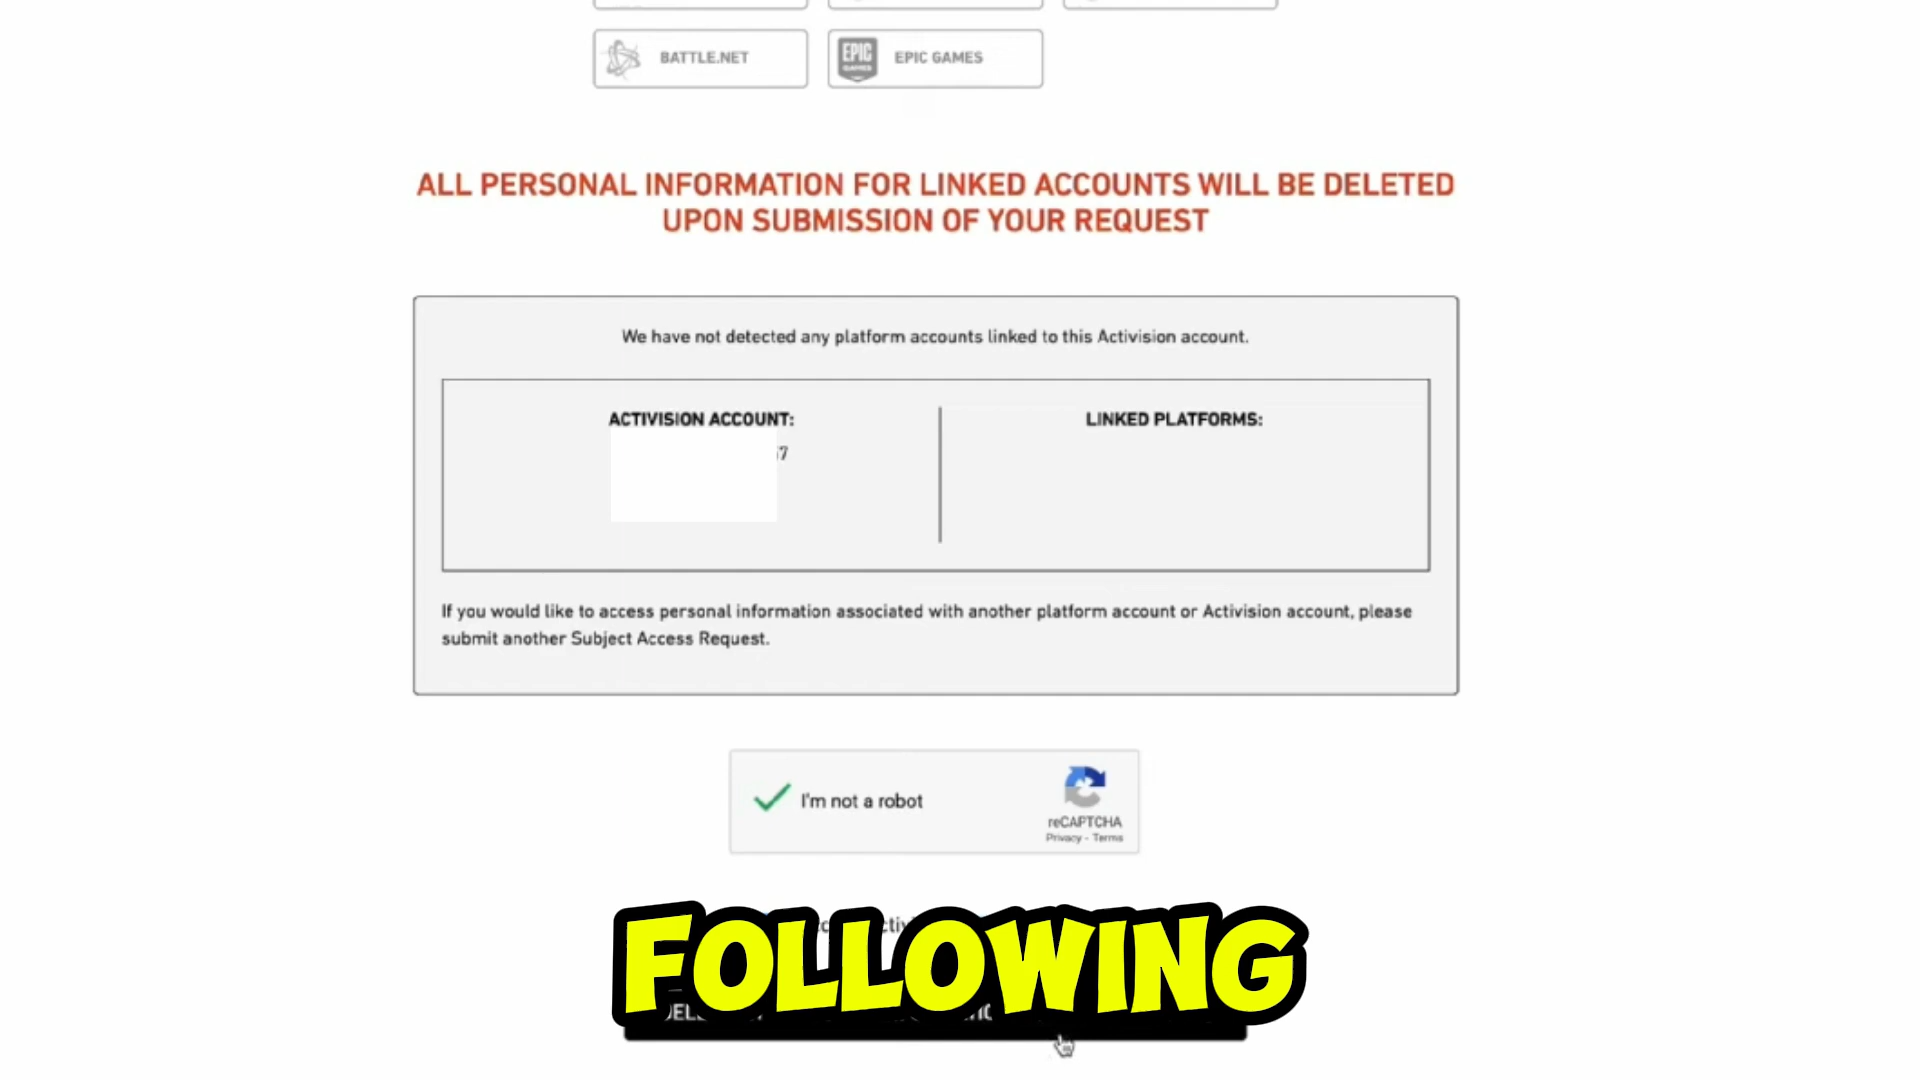 BATTLE.NET
EPIC GAMES
EPIC GAMES
ALL PERSONAL INFORMATION FOR LINKED ACCOUNTS WILL BE DELETED
UPON SUBMISSION OF YOUR REQUEST
We have not detected any platform accounts linked to this Activision account.
ACTIVISION ACCOUNT:
LINKED PLATFORMS:
7
If you would like to access personal information associated with another platform account or Activision account, please
submit another Subject Access Request.
I'm not a robot
reCAPTCHA
Privacy - Terms
FOLLOWING